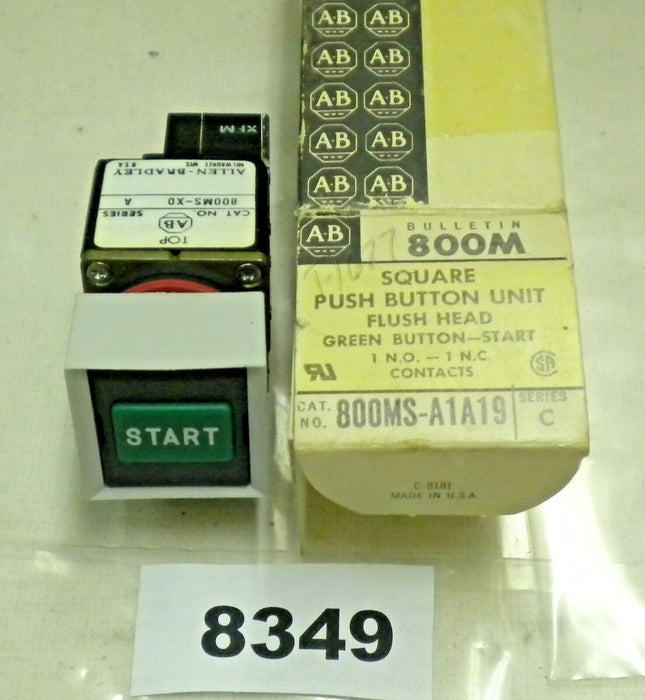 XFM
TOP
CAT. NO. SERIES
800MS-XO A
ALLEN-BRADLEY
MILWAUKEE WIS. U.S.A.
START
A-B A-B
A-B A-B
A-B A-B
A-B A-B
A-B A-B
A-B
BULLETIN
800M
SQUARE
PUSH BUTTON UNIT
FLUSH HEAD
GREEN BUTTON—START
1 N.O. — 1 N.C.
CONTACTS
CAT. NO. 800MS-A1A19 SERIES C
C-8181
MADE IN U.S.A.
8349